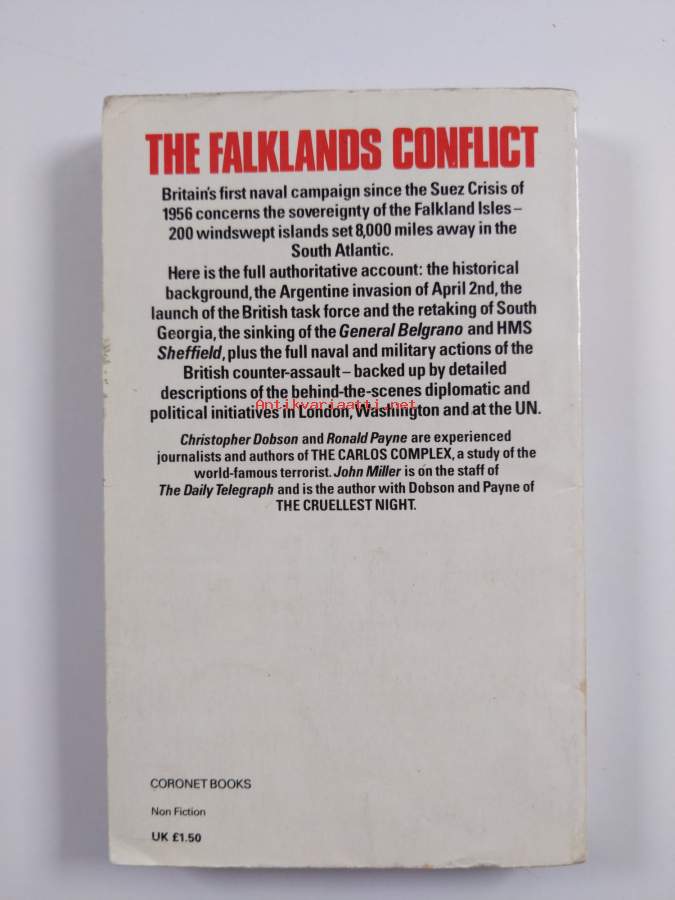 THE FALKLANDS CONFLICT
Britain's first naval campaign since the Suez Crisis of
1956 concerns the sovereignty of the Falkland Isles –
200 windswept islands set 8,000 miles away in the
South Atlantic.
Here is the full authoritative account: the historical
background, the Argentine invasion of April 2nd, the
launch of the British task force and the retaking of South
Georgia, the sinking of the General Belgrano and HMS
Sheffield, plus the full naval and military actions of the
British counter-assault – backed up by detailed
descriptions of the behind-the-scenes diplomatic and
political initiatives in London, Washington and at the UN.
Antikvariaatti.net
Christopher Dobson and Ronald Payne are experienced
journalists and authors of THE CARLOS COMPLEX, a study of the
world-famous terrorist. John Miller is on the staff of
The Daily Telegraph and is the author with Dobson and Payne of
THE CRUELLEST NIGHT.
CORONET BOOKS
Non Fiction
UK £1.50